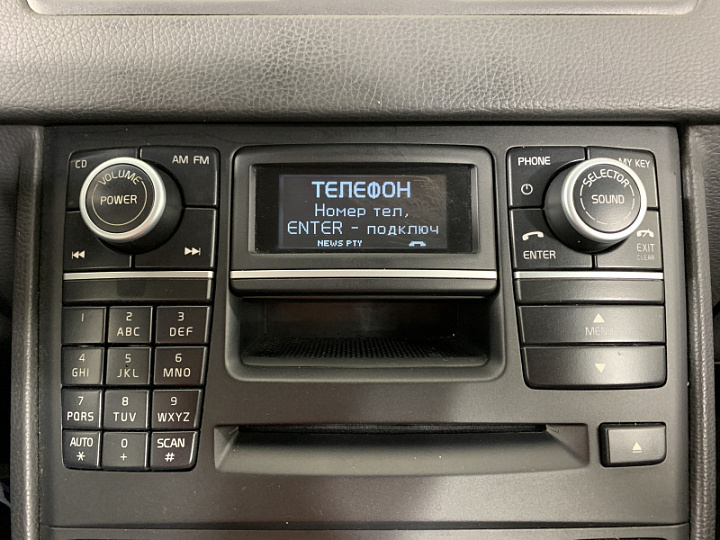 CD
AM FM
VOLUME
POWER
ТЕЛЕФОН
Номер тел,
ENTER - подключ
NEWS PTY
PHONE
MY KEY
SELECTOR
SOUND
ENTER
EXIT
CLEAR
MENU
1
2
ABC
3
DEF
4
GHI
5
JKL
6
MNO
7
PQRS
8
TUV
9
WXYZ
AUTO
*
0
+
SCAN
#